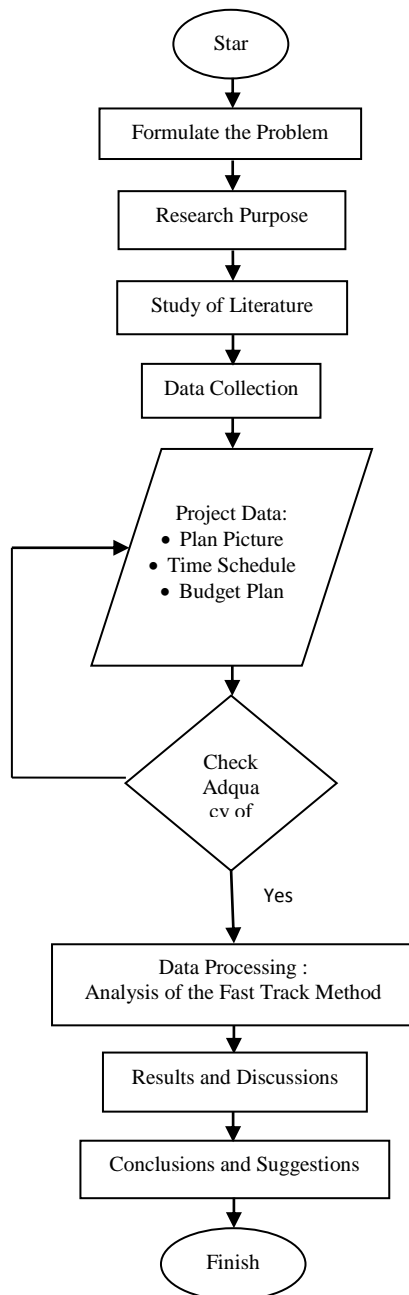 Star
Formulate the Problem
Research Purpose
Study of Literature
Data Collection
Project Data:
• Plan Picture
• Time Schedule
• Budget Plan
Check
Adqua
cy of
Yes
Data Processing :
Analysis of the Fast Track Method
Results and Discussions
Conclusions and Suggestions
Finish